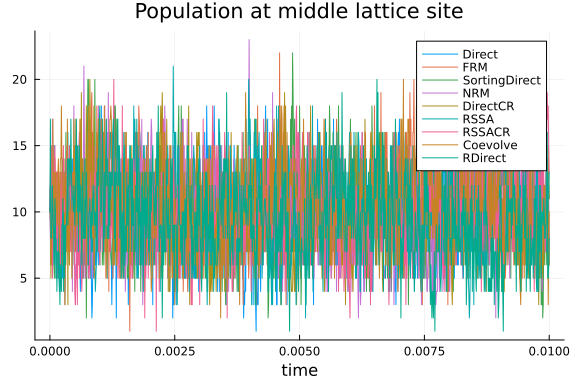 Population at middle lattice site
Direct
FRM
SortingDirect
NRM
DirectCR
RSSA
RSSACR
Coevolve
RDirect
20
15
10
5
0.0000
0.0025
0.0050
0.0075
0.0100
time